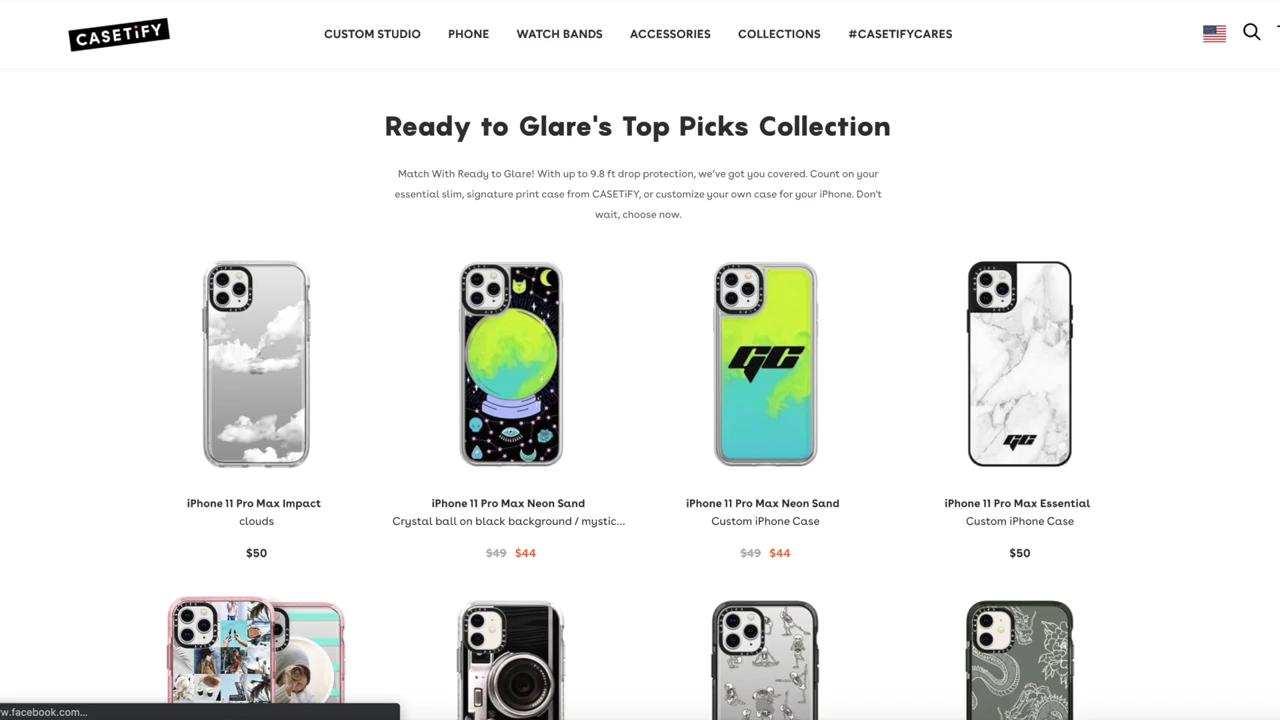 CASETiFY
CUSTOM STUDIO PHONE WATCH BANDS ACCESSORIES COLLECTIONS #CASETIFYCARES
Ready to Glare's Top Picks Collection
Match With Ready to Glare! With up to 9.8 ft drop protection, we've got you covered. Count on your
essential slim, signature print case from CASETiFY, or customize your own case for your iPhone. Don't
wait, choose now.
GC
GC
iPhone 11 Pro Max Impact
clouds
$50
iPhone 11 Pro Max Neon Sand
Crystal ball on black background / mystic...
$49 $44
iPhone 11 Pro Max Neon Sand
Custom iPhone Case
$49 $44
iPhone 11 Pro Max Essential
Custom iPhone Case
$50
w.facebook.com...